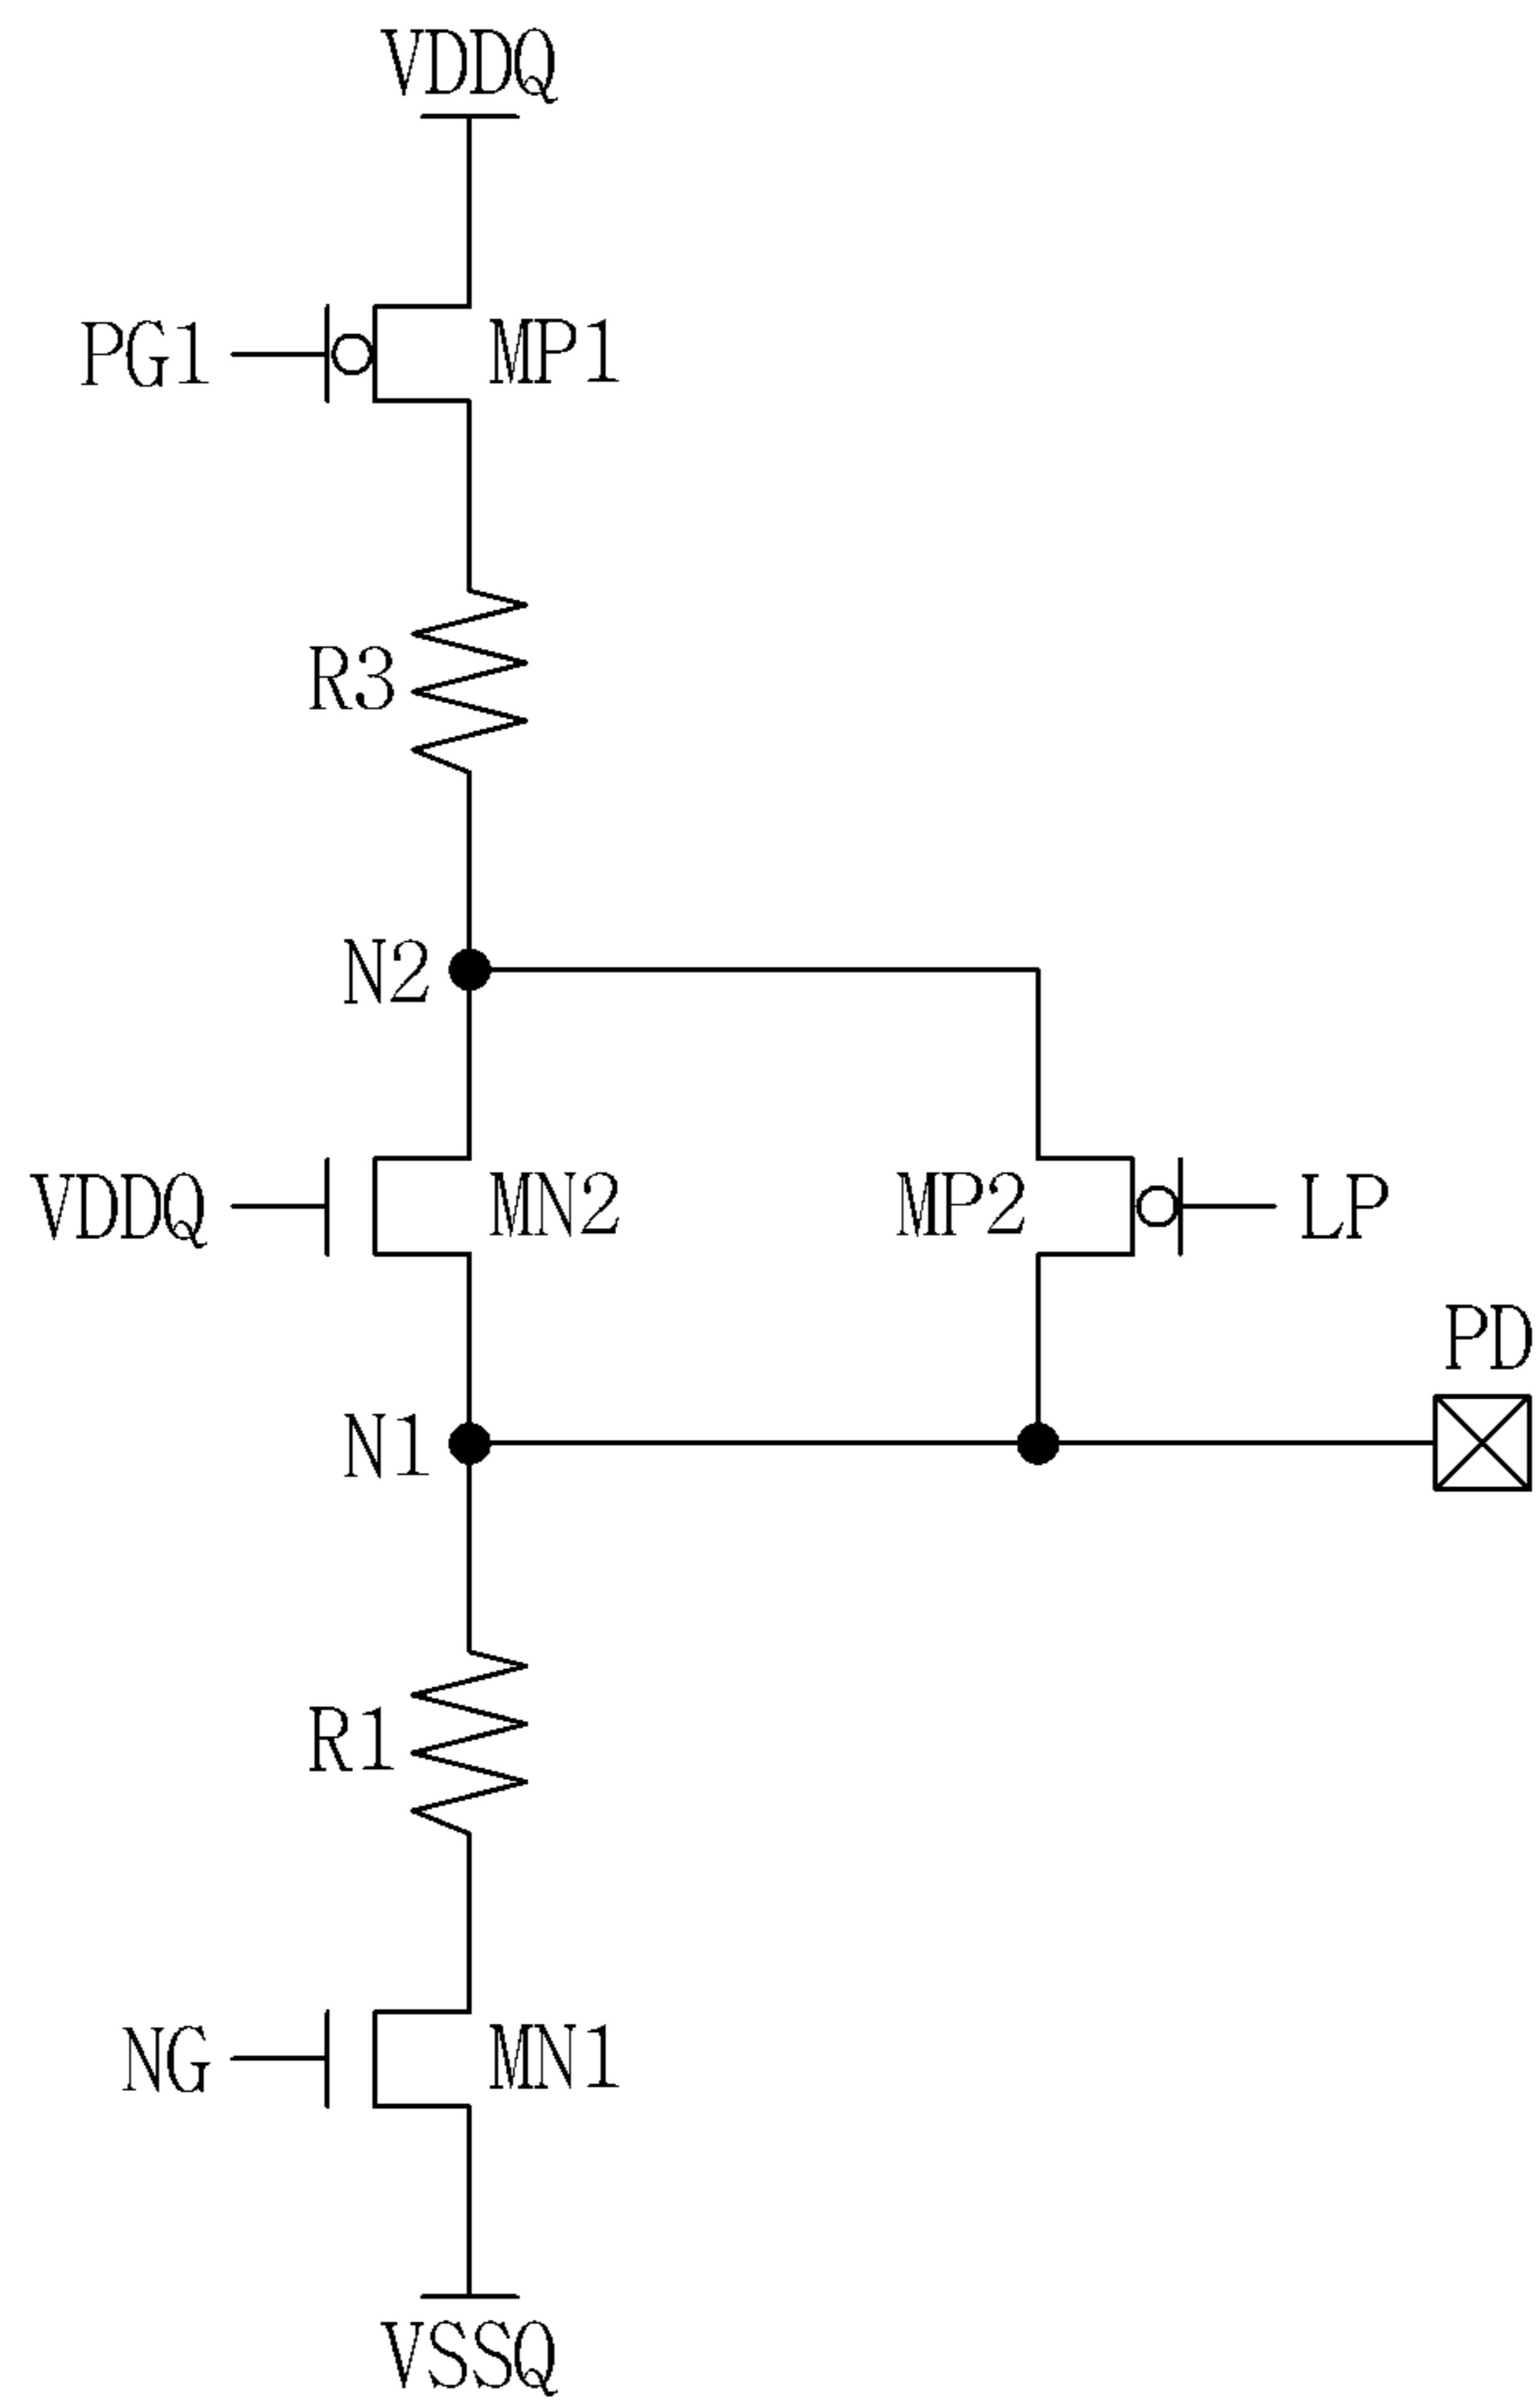 VDDQ
PG1
MP1
R3
N2
VDDQ
MN2
MP2
LP
PD
N1
R1
NG
MN1
VSSQ